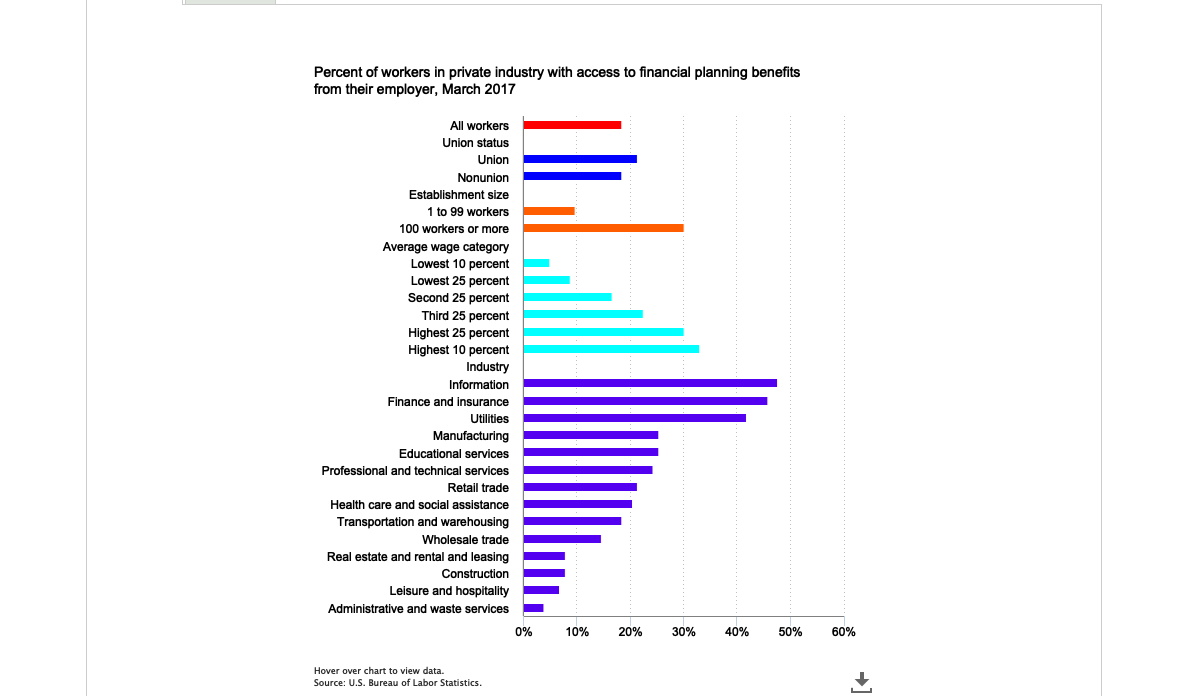 Percent of workers in private industry with access to financial planning benefits
from their employer, March 2017
All workers
Union status
Union
Nonunion
Establishment size
1 to 99 workers
100 workers or more
Average wage category
Lowest 10 percent
Lowest 25 percent
Second 25 percent
Third 25 percent
Highest 25 percent
Highest 10 percent
Industry
Information
Finance and insurance
Utilities
Manufacturing
Educational services
Professional and technical services
Retail trade
Health care and social assistance
Transportation and warehousing
Wholesale trade
Real estate and rental and leasing
Construction
Leisure and hospitality
Administrative and waste services
0% 10% 20% 30% 40% 50% 60%
Hover over chart to view data.
Source: U.S. Bureau of Labor Statistics.